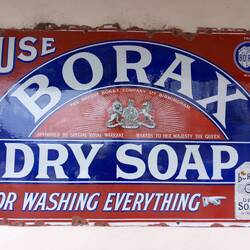 USE
BORAX
THE PATENT BORAX COMPANY LTD BIRMINGHAM
APPOINTED BY SPECIAL ROYAL WARRANT MAKERS TO HER MAJESTY THE QUEEN
DRY SOAP
OR WASHING EVERYTHING